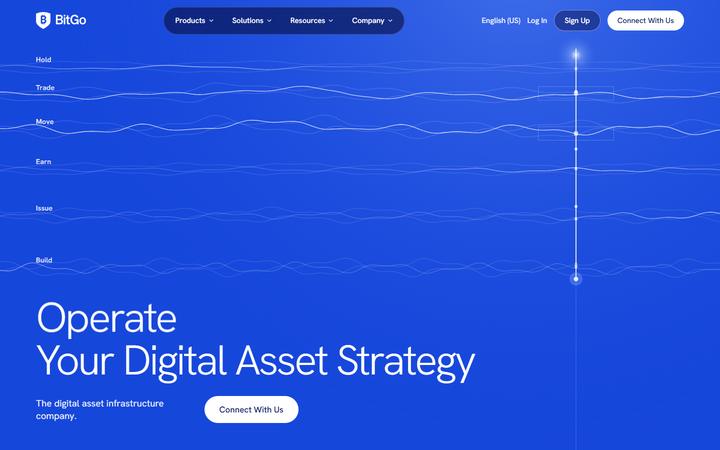 BitGo
Products
Solutions
Resources
Company
English (US)
Log In
Sign Up
Connect With Us
Hold
Trade
Move
Earn
Issue
Build
Operate
Your Digital Asset Strategy
The digital asset infrastructure
company.
Connect With Us